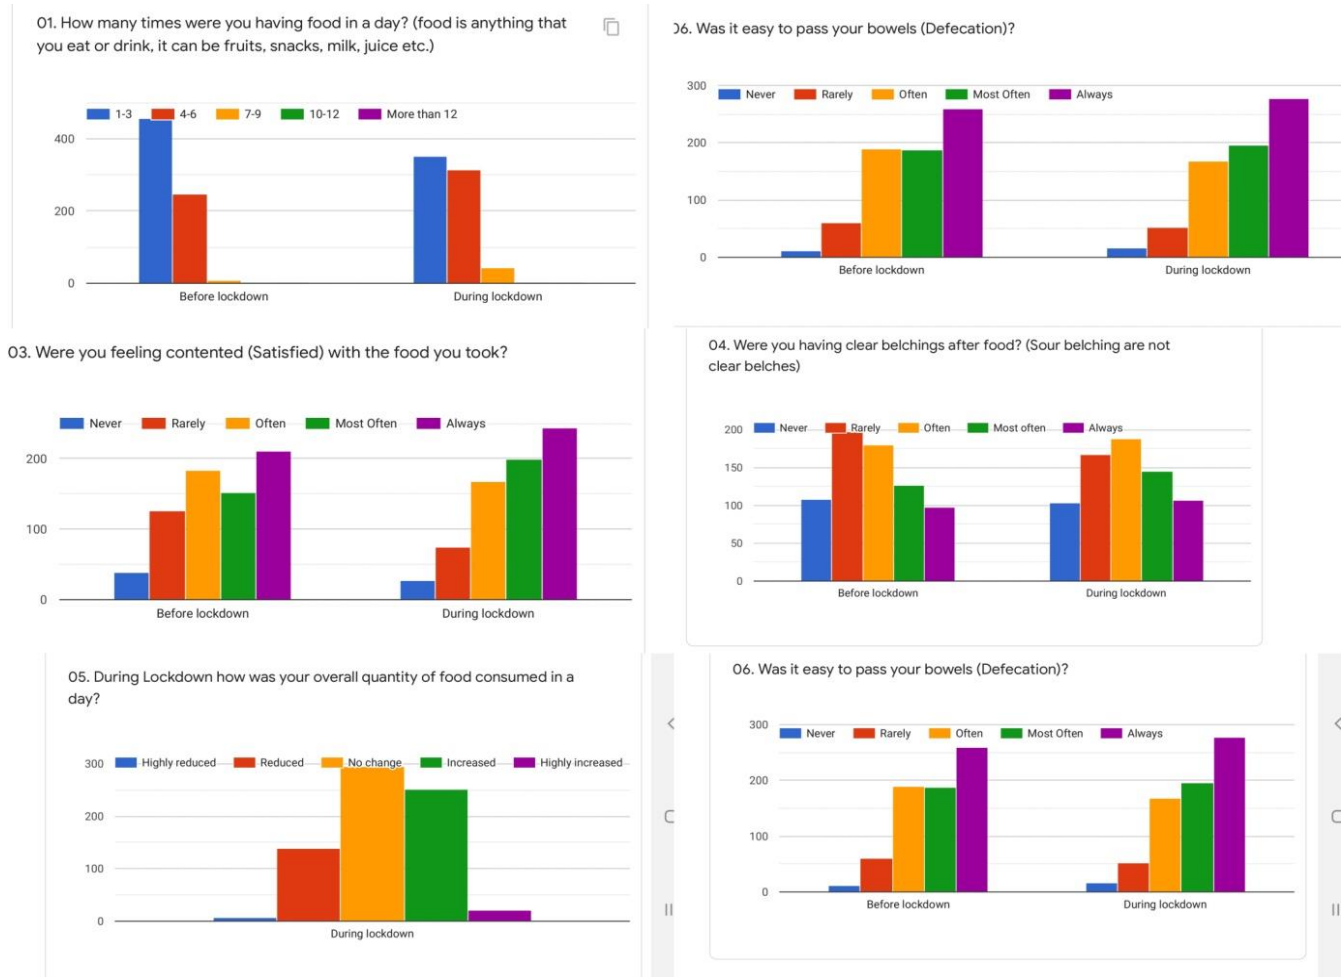 01. How many times were you having food in a day? (food is anything that
you eat or drink, it can be fruits, snacks, milk, juice etc.)
1-3 4-6 7-9 10-12 More than 12
400
200
0
Before lockdown During lockdown
06. Was it easy to pass your bowels (Defecation)?
300
Never Rarely Often Most Often Always
200
100
0
Before lockdown During lockdown
03. Were you feeling contented (Satisfied) with the food you took?
Never Rarely Often Most Often Always
200
100
0
Before lockdown During lockdown
04. Were you having clear belchings after food? (Sour belching are not
clear belches)
200 Never Rarely Often Most often Always
150
100
50
0
Before lockdown During lockdown
05. During Lockdown how was your overall quantity of food consumed in a
day?
300 Highly reduced Reduced No change Increased Highly increased
200
100
0
During lockdown
06. Was it easy to pass your bowels (Defecation)?
300
Never Rarely Often Most Often Always
200
100
0
Before lockdown During lockdown